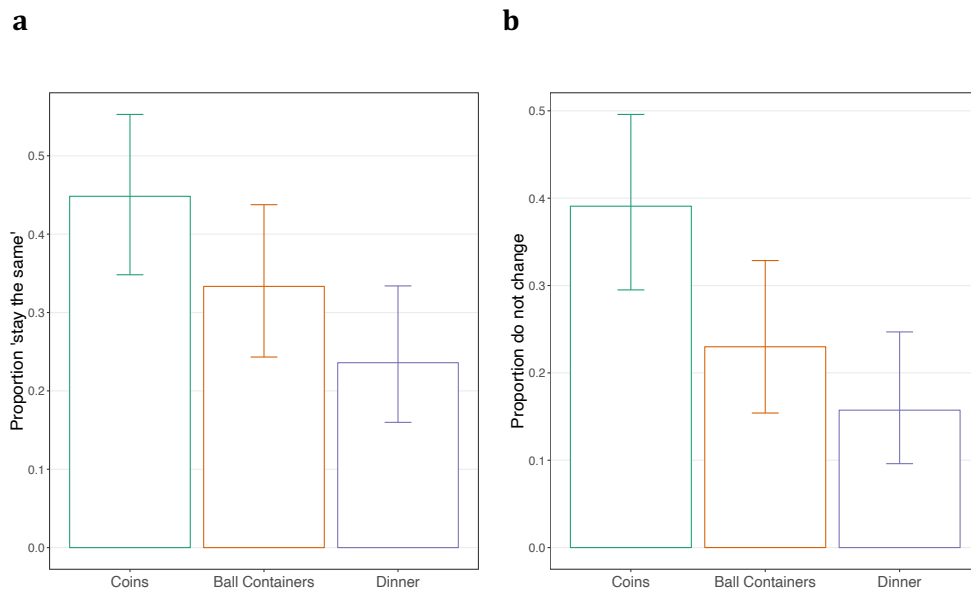 a
b
Proportion 'stay the same'
0.5
0.4
0.3
0.2
0.1
0.0
Coins
Ball Containers
Dinner
Proportion do not change
0.5
0.4
0.3
0.2
0.1
0.0
Coins
Ball Containers
Dinner